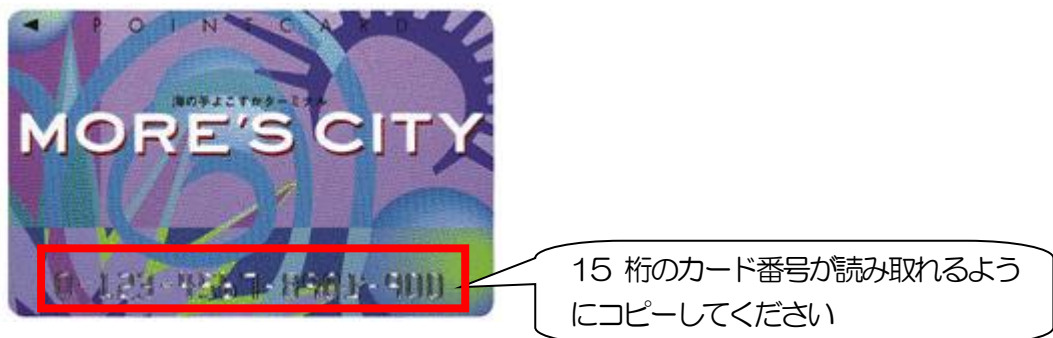 POINT CARD
海の手よこすかターミナル
MORE'S CITY
15 桁のカード番号が読み取れるよう
にコピーしてください